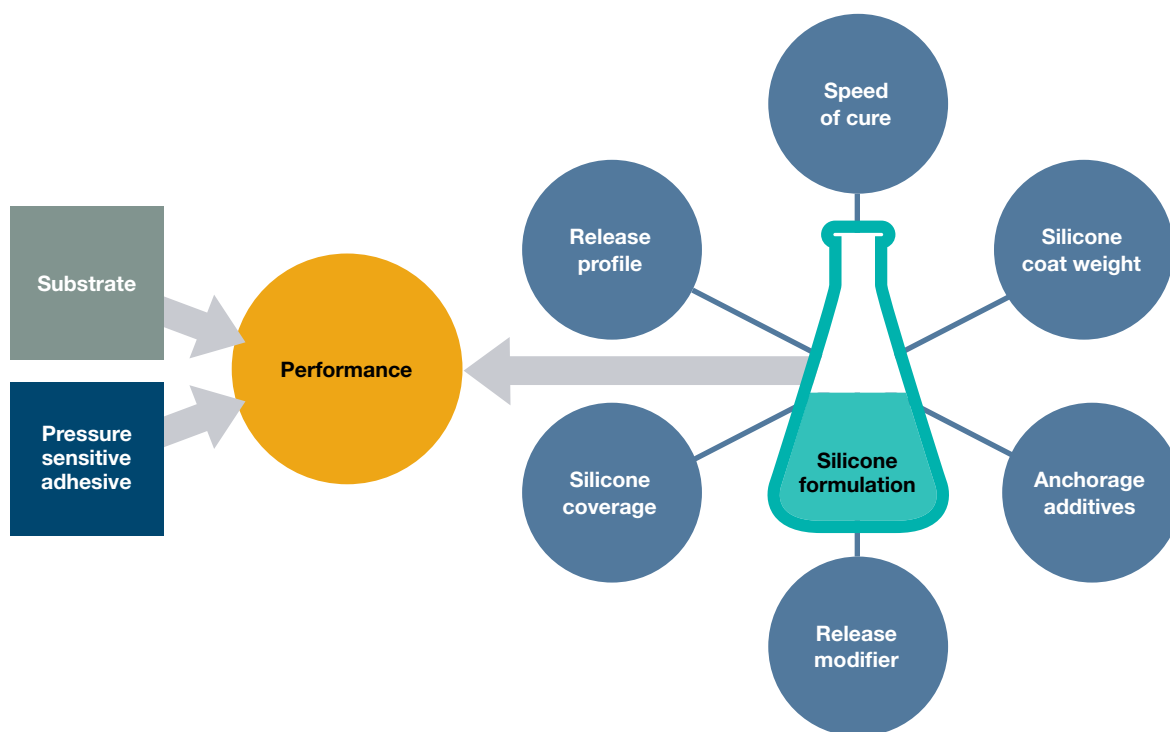 Speed
of cure
Release
profile
Silicone
coat weight
Substrate
Performance
Pressure
sensitive
adhesive
Silicone
formulation
Silicone
coverage
Anchorage
additives
Release
modifier